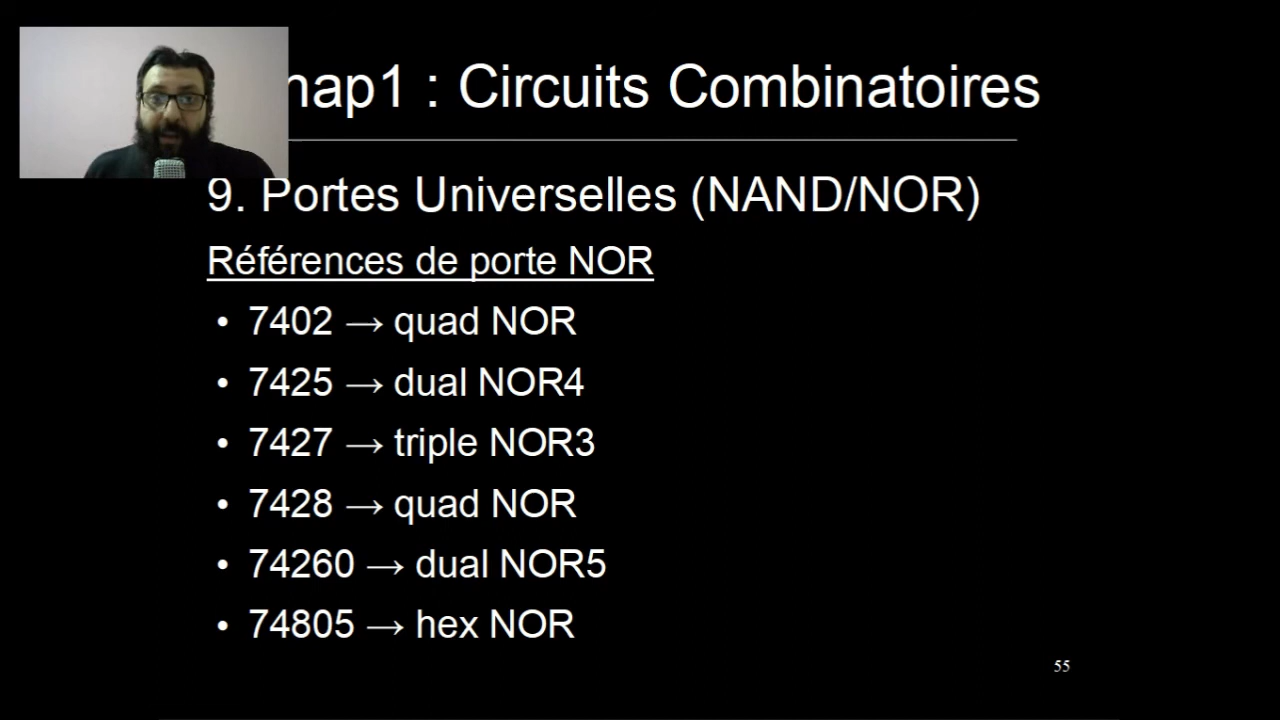 hap1 : Circuits Combinatoires
9. Portes Universelles (NAND/NOR)
Références de porte NOR
• 7402 → quad NOR
• 7425 → dual NOR4
• 7427 → triple NOR3
• 7428 → quad NOR
• 74260 → dual NOR5
• 74805 → hex NOR
55